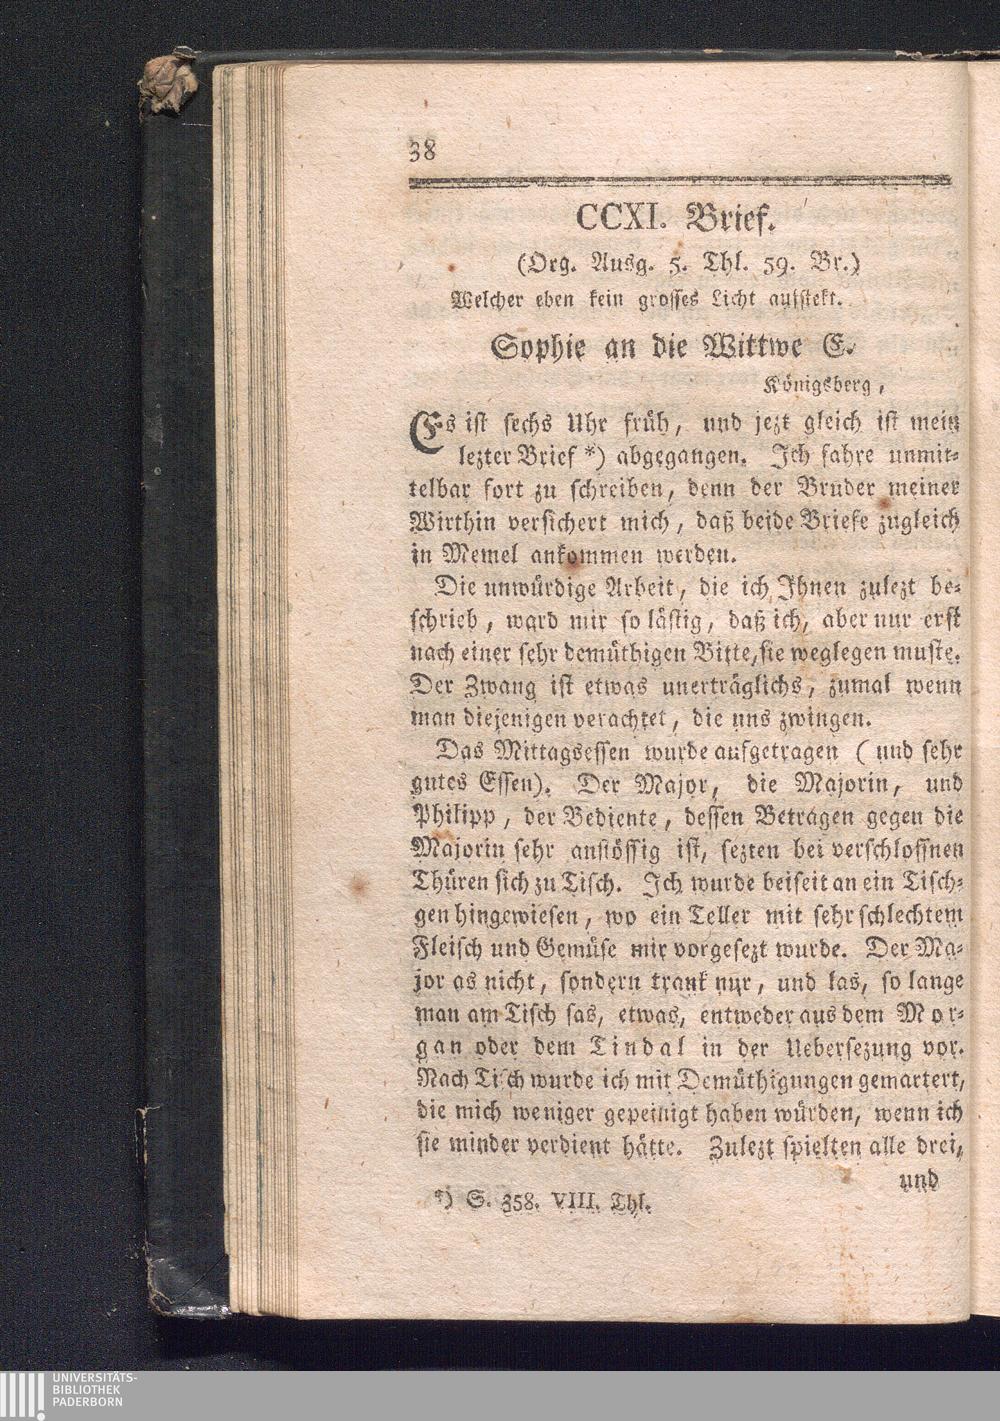 38
CCXI. Brief.
(Org. Ausg. 5. Thl. 59. Br.)
Welcher eben kein grosses Licht aufstekt.
Sophie an die Wittwe E.
Königsberg,
Es ist sechs Uhr früh, und jezt gleich ist mein
lezter Brief *) abgegangen. Ich fahre unmit-
telbar fort zu schreiben, denn der Bruder meiner
Wirthin versichert mich, daß beide Briefe zugleich
in Memel ankommen werden.
Die unwürdige Arbeit, die ich Ihnen zulezt be-
schrieb, ward mir so lästig, daß ich, aber nur erst
nach einer sehr demüthigen Bitte, sie weglegen muste.
Der Zwang ist etwas unerträglichs, zumal wenn
man diejenigen verachtet, die uns zwingen.
Das Mittagsessen wurde aufgetragen (und sehr
gutes Essen). Der Major, die Majorin, und
Philipp, der Bediente, dessen Betragen gegen die
Majorin sehr anstössig ist, sezten bei verschlossnen
Thüren sich zu Tisch. Ich wurde beiseit an ein Tisch-
gen hingewiesen, wo ein Teller mit sehr schlechtem
Fleisch und Gemüse mir vorgesezt wurde. Der Ma-
jor as nicht, sondern trank nur, und las, so lange
man am Tisch sas, etwas, entweder aus dem Mor-
gan oder dem Tindal in der Uebersezung vor.
Nach Tisch wurde ich mit Demüthigungen gemartert,
die mich weniger gepeinigt haben würden, wenn ich
sie minder verdient hätte. Zulezt spielten alle drei,
und
*) S. 358. VIII. Thl.
UNIVERSITÄTS-
BIBLIOTHEK
PADERBORN